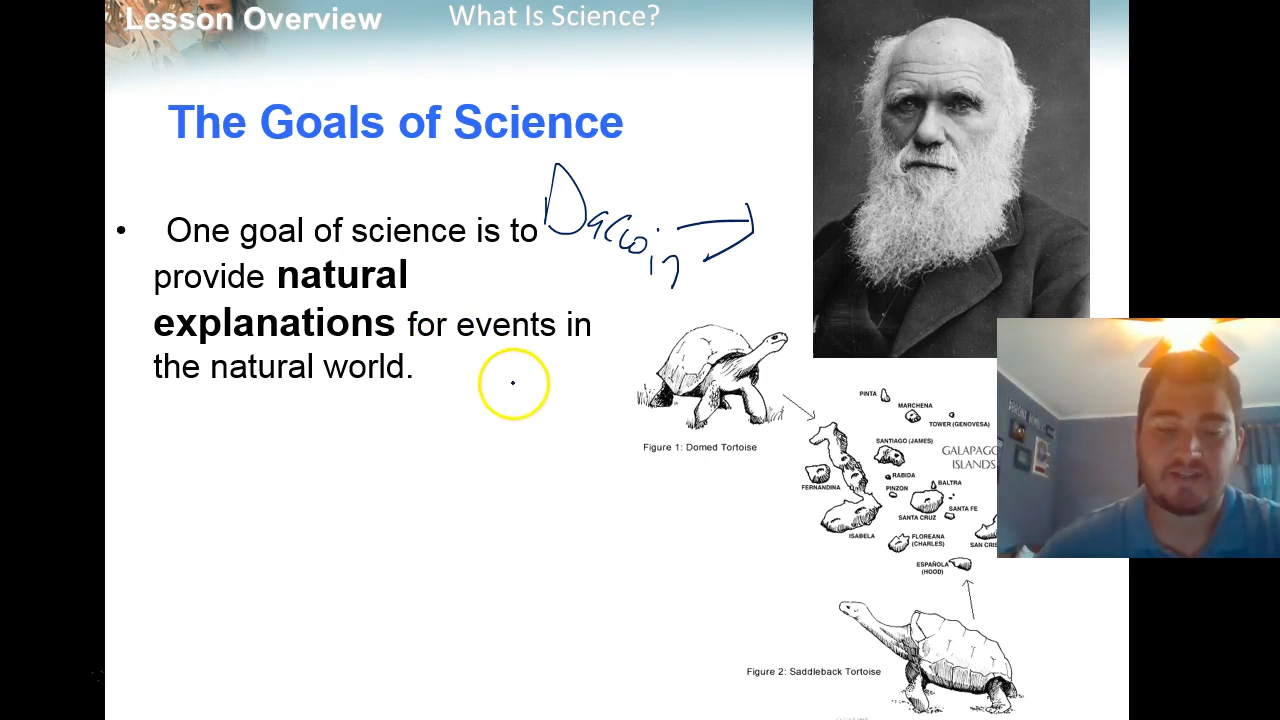 Lesson Overview
What Is Science?
The Goals of Science
• One goal of science is to
provide natural
explanations for events in
the natural world.
Darwin
Figure 1: Domed Tortoise
PINTA
MARCHENA
TOWER (GENOVESA)
SANTIAGO (JAMES)
GALAPAGO
ISLANDS
RABIDA
FERNANDINA
PINZON
BALTRA
SANTA CRUZ
SANTA FE
ISABELA
FLOREANA
(CHARLES)
SAN CRIS
ESPAÑOLA
(HOOD)
Figure 2: Saddleback Tortoise